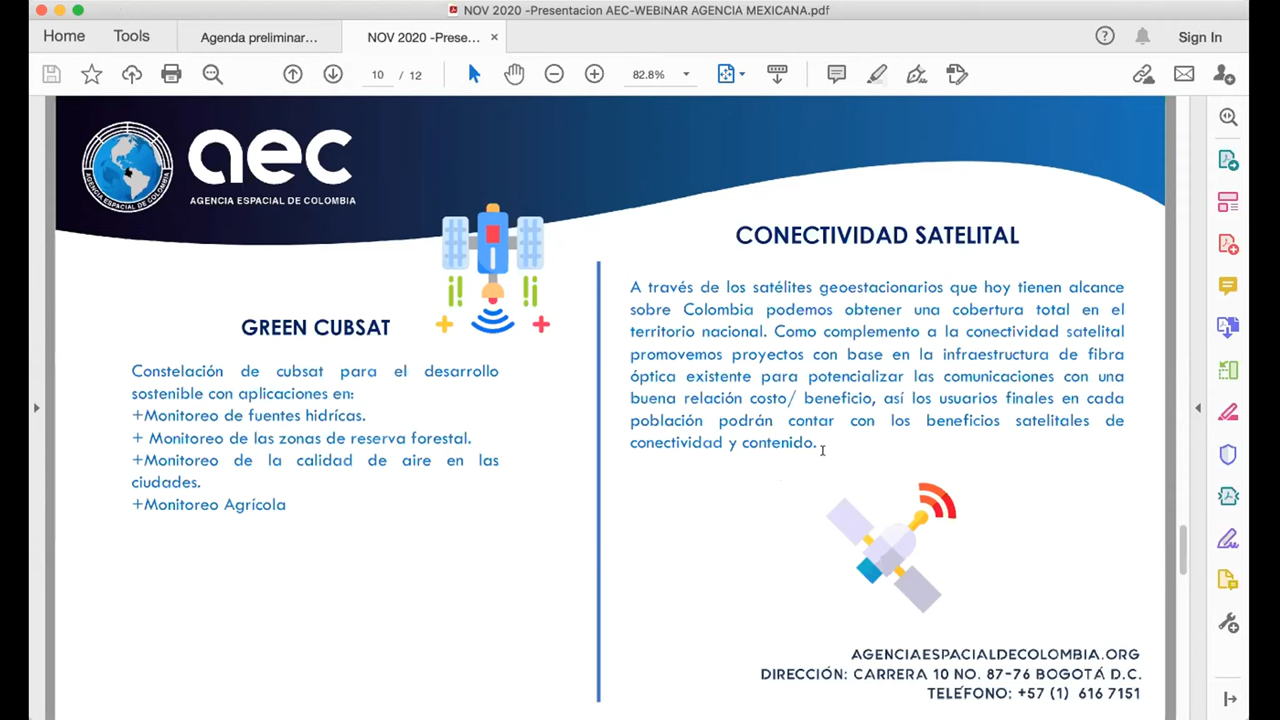 NOV 2020 -Presentacion AEC-WEBINAR AGENCIA MEXICANA.pdf
Home
Tools
Agenda preliminar...
NOV 2020 -Prese... ×
Sign In
10 / 12
82.8%
aec
AGENCIA ESPACIAL DE COLOMBIA
AGENCIA ESPACIAL DE COLOMBIA
GREEN CUBSAT
Constelación de cubsat para el desarrollo
sostenible con aplicaciones en:
+Monitoreo de fuentes hidrícas.
+ Monitoreo de las zonas de reserva forestal.
+Monitoreo de la calidad de aire en las
ciudades.
+Monitoreo Agrícola
CONECTIVIDAD SATELITAL
A través de los satélites geoestacionarios que hoy tienen alcance
sobre Colombia podemos obtener una cobertura total en el
territorio nacional. Como complemento a la conectividad satelital
promovemos proyectos con base en la infraestructura de fibra
óptica existente para potencializar las comunicaciones con una
buena relación costo/ beneficio, así los usuarios finales en cada
población podrán contar con los beneficios satelitales de
conectividad y contenido.
AGENCIAESPACIALDECOLOMBIA.ORG
DIRECCIÓN: CARRERA 10 NO. 87-76 BOGOTÁ D.C.
TELÉFONO: +57 (1) 616 7151